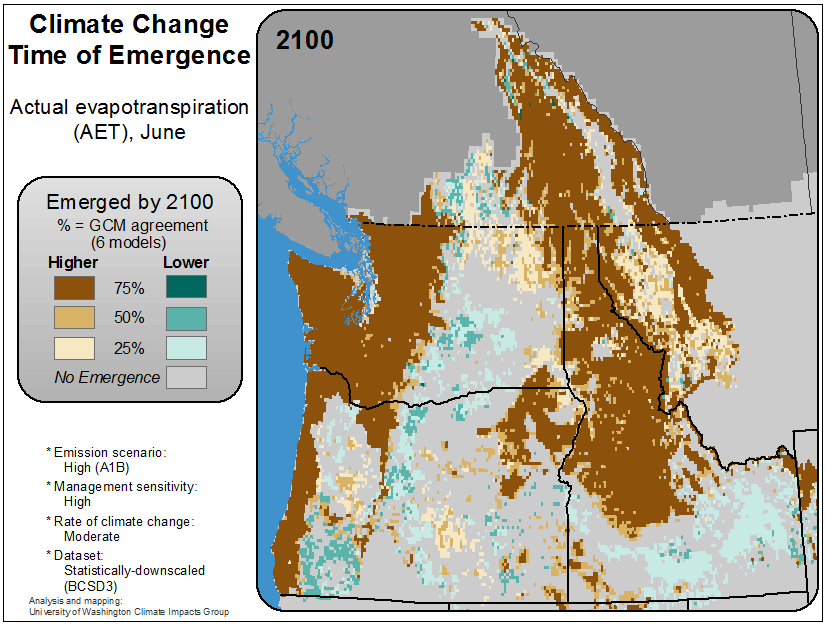 Climate Change
Time of Emergence
Actual evapotranspiration
(AET), June
Emerged by 2100
% = GCM agreement
(6 models)
Higher Lower
75%
50%
25%
No Emergence
* Emission scenario:
High (A1B)
* Management sensitivity:
High
* Rate of climate change:
Moderate
* Dataset:
Statistically-downscaled
(BCSD3)
Analysis and mapping:
University of Washington Climate Impacts Group
2100